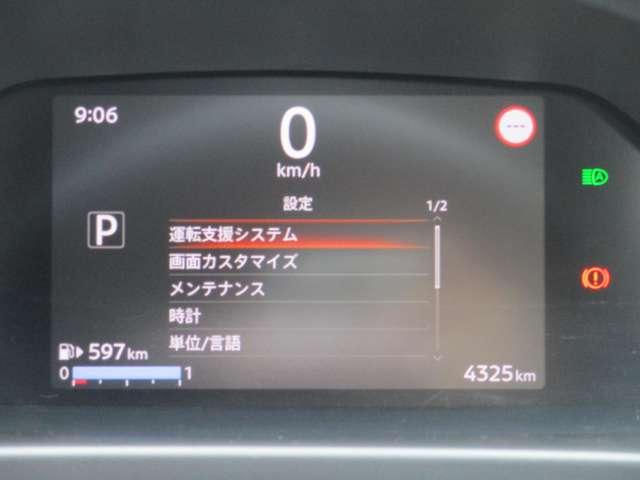 9:06
0
km/h
---
設定
1/2
P
運転支援システム
画面カスタマイズ
メンテナンス
時計
単位/言語
597km
0 1
4325km
A